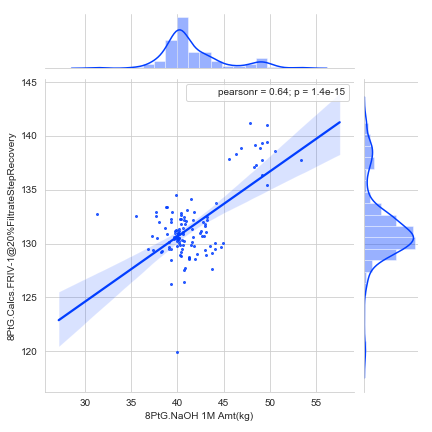 pearsonr = 0.64; p = 1.4e-15
8PtG.Calcs.FRIV-1@20%FiltrateStepRecovery
145
140
135
130
125
120
30 35 40 45 50 55
8PtG.NaOH 1M Amt(kg)